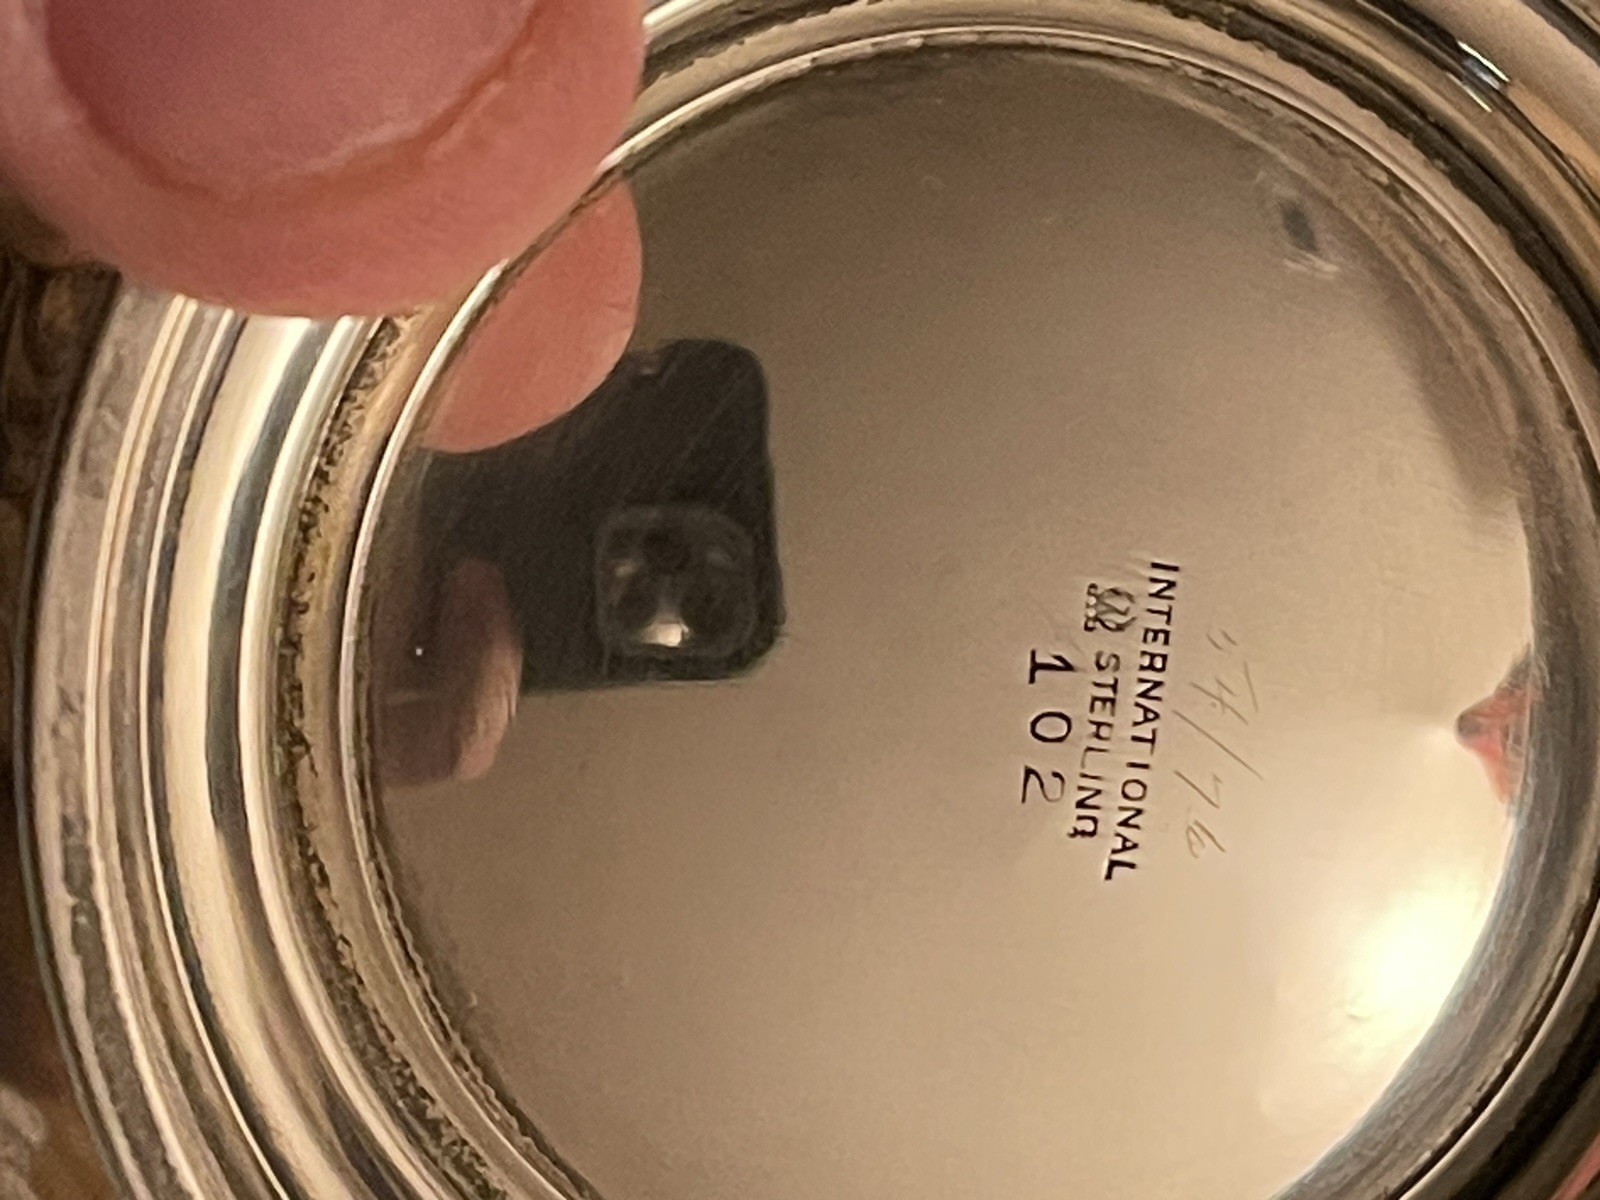 INTERNATIONAL
STERLING
102